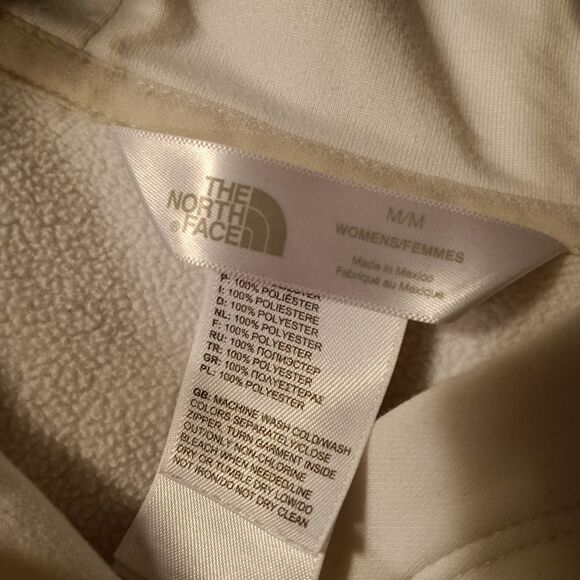 THE
NORTH
FACE
M/M
WOMENS/FEMMES
Made in Mexico
Fabriqué au Mexique
P: 100% POLIÉSTER
I: 100% POLIESTERE
D: 100% POLYESTER
NL: 100% POLYESTER
F: 100% POLYESTER
RU: 100% ПОЛИЭСТЕР
TR: 100% POLYESTER
GR: 100% ΠΟΛΥΕΣΤΕΡΑΣ
PL: 100% POLYESTER
GB: MACHINE WASH COLD/WASH
COLORS SEPARATELY/CLOSE
ZIPPER, TURN GARMENT INSIDE
OUT/ONLY NON-CHLORINE
BLEACH WHEN NEEDED/LINE
DRY OR TUMBLE DRY LOW/DO
NOT IRON/DO NOT DRY CLEAN